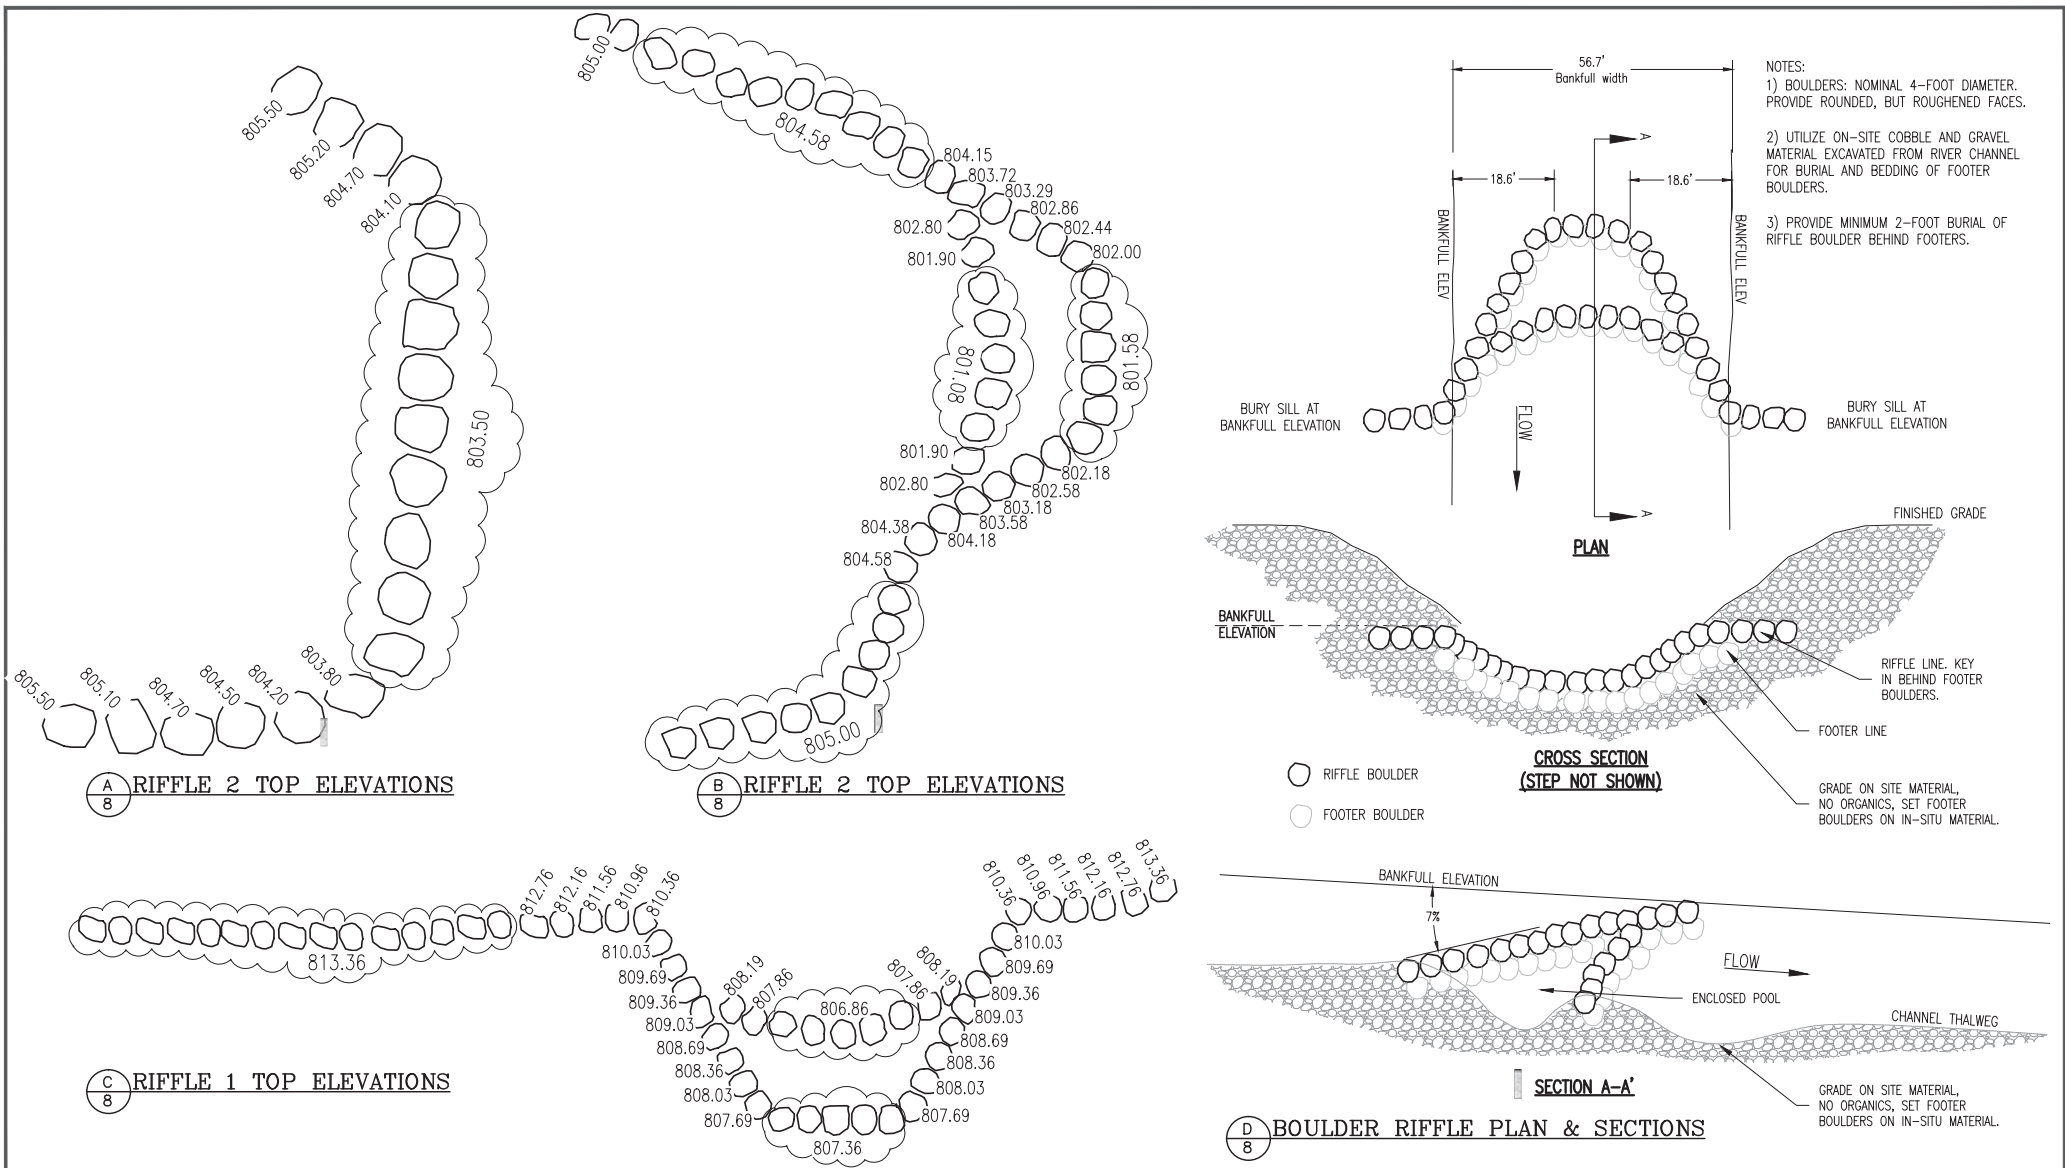 805.50
805.20
804.70
804.10
803.50
803.80
804.20
804.50
804.70
805.10
805.50
A
8
RIFFLE 2 TOP ELEVATIONS
805.00
804.58
804.15
803.72
803.29
802.86
802.44
802.00
802.80
801.90
801.08
801.58
801.90
802.80
802.18
802.58
803.18
803.58
804.18
804.38
804.58
805.00
B
8
RIFFLE 2 TOP ELEVATIONS
813.36
812.76
812.16
811.56
810.96
810.36
810.03
809.69
809.36
809.03
808.69
808.36
808.03
807.69
808.19
807.86
806.86
807.86
808.19
807.36
810.36
810.96
811.56
812.16
812.76
813.36
810.03
809.69
809.36
809.03
808.69
808.36
808.03
807.69
C
8
RIFFLE 1 TOP ELEVATIONS
56.7'
Bankfull width
A
18.6'
18.6'
BANKFULL ELEV
BANKFULL ELEV
BURY SILL AT
BANKFULL ELEVATION
BURY SILL AT
BANKFULL ELEVATION
FLOW
A
PLAN
NOTES:
1) BOULDERS: NOMINAL 4-FOOT DIAMETER.
PROVIDE ROUNDED, BUT ROUGHENED FACES.
2) UTILIZE ON-SITE COBBLE AND GRAVEL
MATERIAL EXCAVATED FROM RIVER CHANNEL
FOR BURIAL AND BEDDING OF FOOTER
BOULDERS.
3) PROVIDE MINIMUM 2-FOOT BURIAL OF
RIFFLE BOULDER BEHIND FOOTERS.
FINISHED GRADE
BANKFULL
ELEVATION
RIFFLE LINE. KEY
IN BEHIND FOOTER
BOULDERS.
FOOTER LINE
CROSS SECTION
(STEP NOT SHOWN)
RIFFLE BOULDER
FOOTER BOULDER
GRADE ON SITE MATERIAL,
NO ORGANICS, SET FOOTER
BOULDERS ON IN-SITU MATERIAL.
BANKFULL ELEVATION
7%
FLOW
ENCLOSED POOL
CHANNEL THALWEG
SECTION A-A'
GRADE ON SITE MATERIAL,
NO ORGANICS, SET FOOTER
BOULDERS ON IN-SITU MATERIAL.
D
8
BOULDER RIFFLE PLAN & SECTIONS